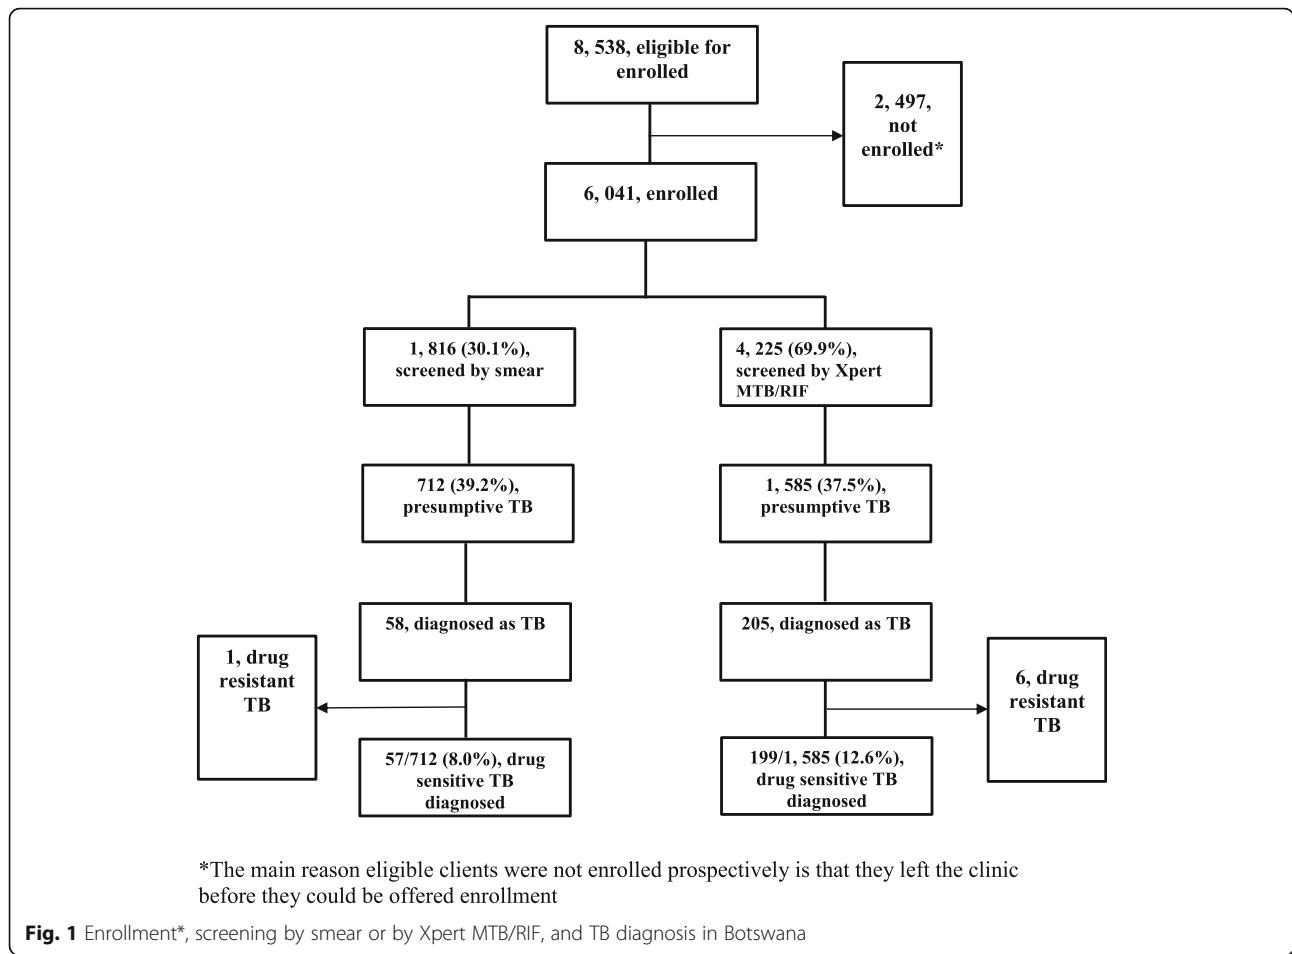 8, 538, eligible for
enrolled
2, 497,
not
enrolled*
6, 041, enrolled
1, 816 (30.1%),
screened by smear
4, 225 (69.9%),
screened by Xpert
MTB/RIF
712 (39.2%),
presumptive TB
1, 585 (37.5%),
presumptive TB
58, diagnosed as TB
205, diagnosed as TB
1, drug
resistant
TB
6, drug
resistant
TB
57/712 (8.0%), drug
sensitive TB
diagnosed
199/1, 585 (12.6%),
drug sensitive TB
diagnosed
*The main reason eligible clients were not enrolled prospectively is that they left the clinic
before they could be offered enrollment
Fig. 1 Enrollment*, screening by smear or by Xpert MTB/RIF, and TB diagnosis in Botswana